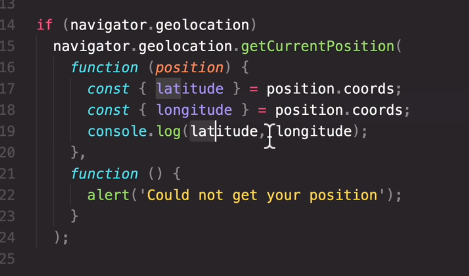 13
14 if (navigator.geolocation)
15 navigator.geolocation.getCurrentPosition(
16 function (position) {
17 const { latitude } = position.coords;
18 const { longitude } = position.coords;
19 console.log(latitude, longitude);
20 },
21 function () {
22 alert('Could not get your position');
23 }
24 );
25